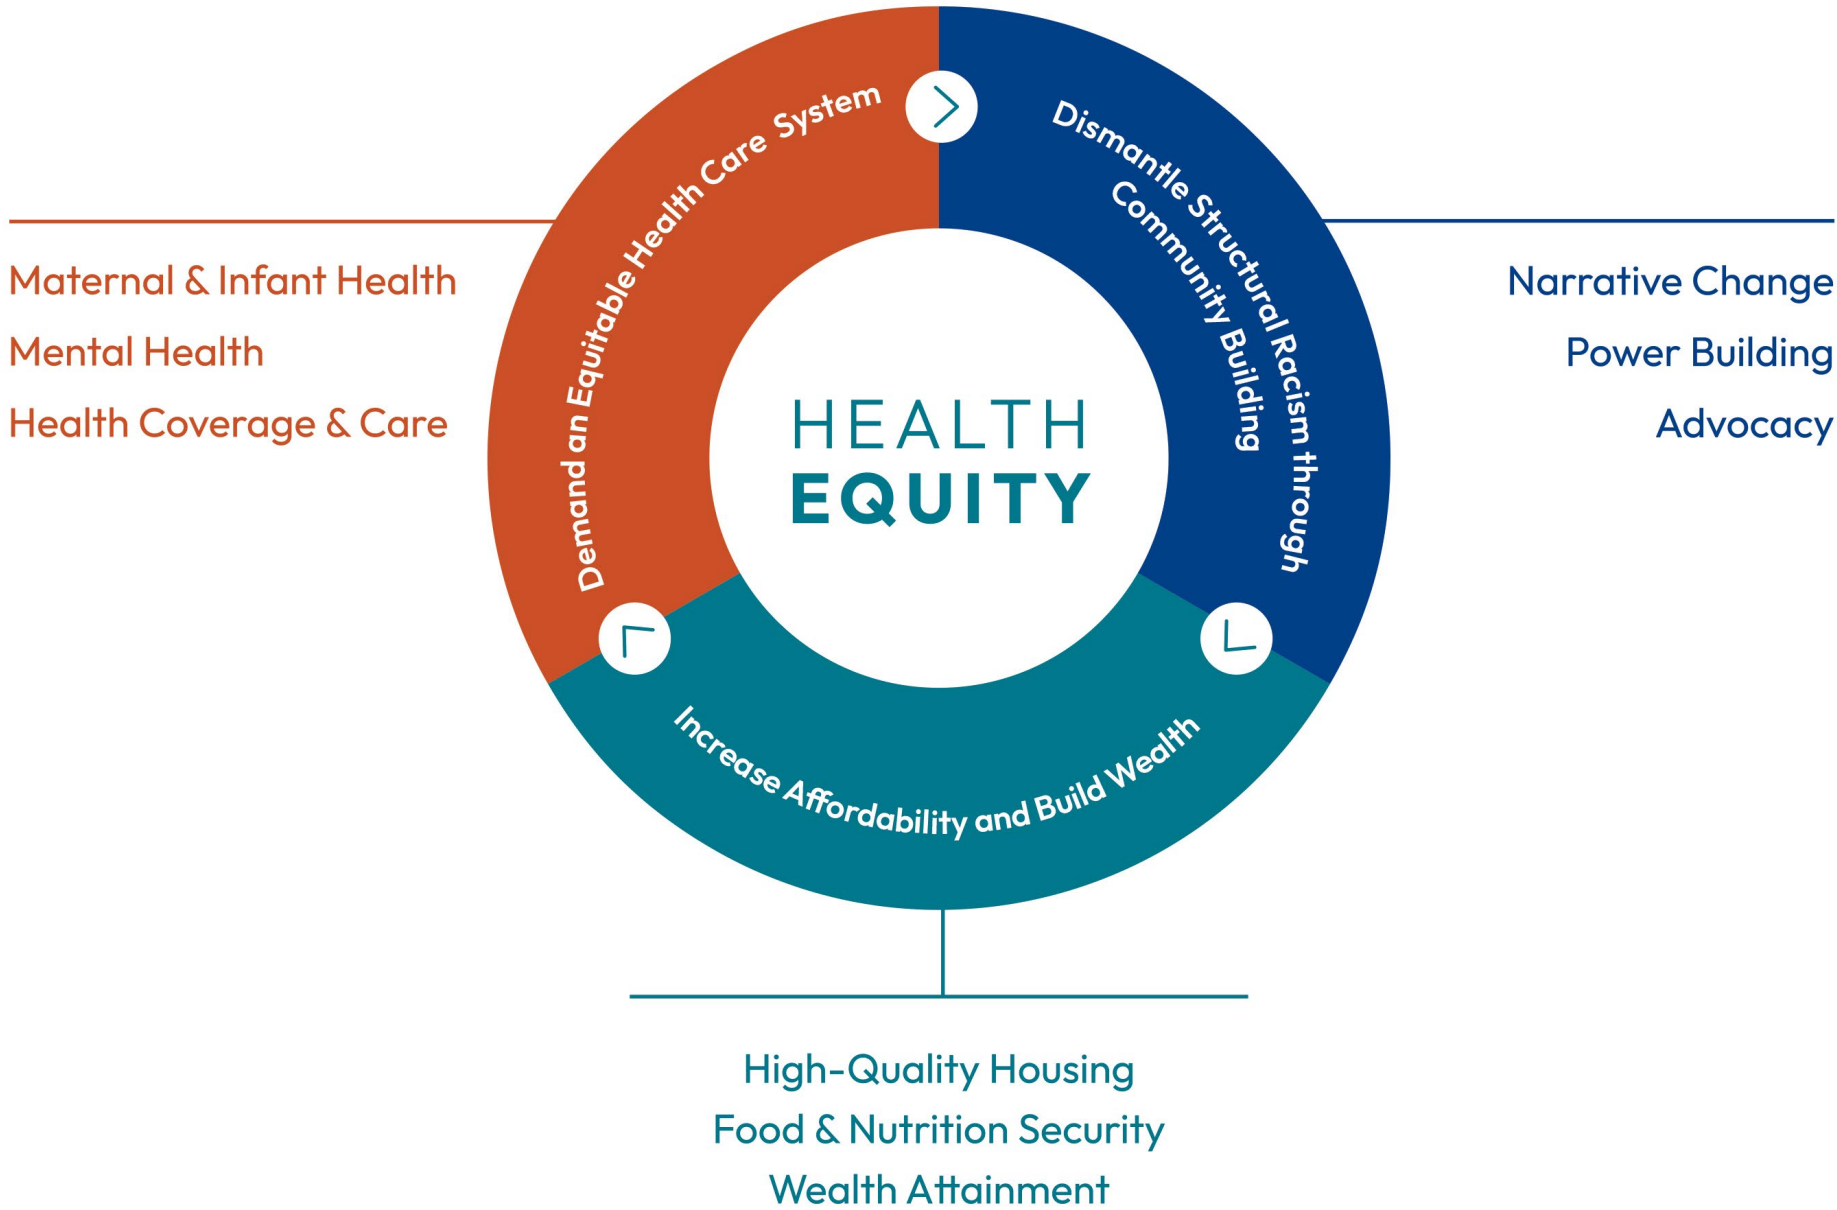 Demand an Equitable Health Care System
Dismantle Structural Racism through
Community Building
Maternal & Infant Health
Mental Health
Health Coverage & Care
Narrative Change
Power Building
Advocacy
HEALTH
EQUITY
Increase Affordability and Build Wealth
High-Quality Housing
Food & Nutrition Security
Wealth Attainment